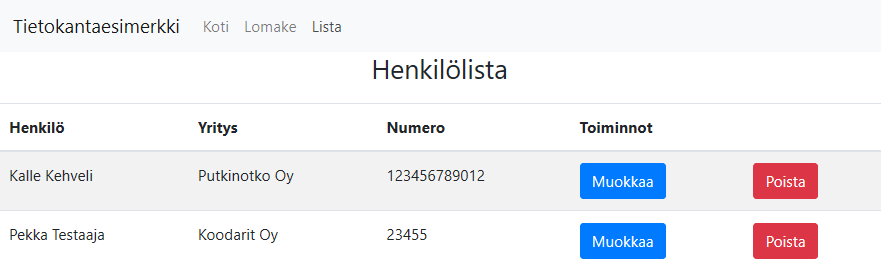 Tietokantaesimerkki Koti Lomake Lista
Henkilölista
Henkilö Yritys Numero Toiminnot
Kalle Kehveli Putkinotko Oy 123456789012 Muokkaa Poista
Pekka Testaaja Koodarit Oy 23455 Muokkaa Poista